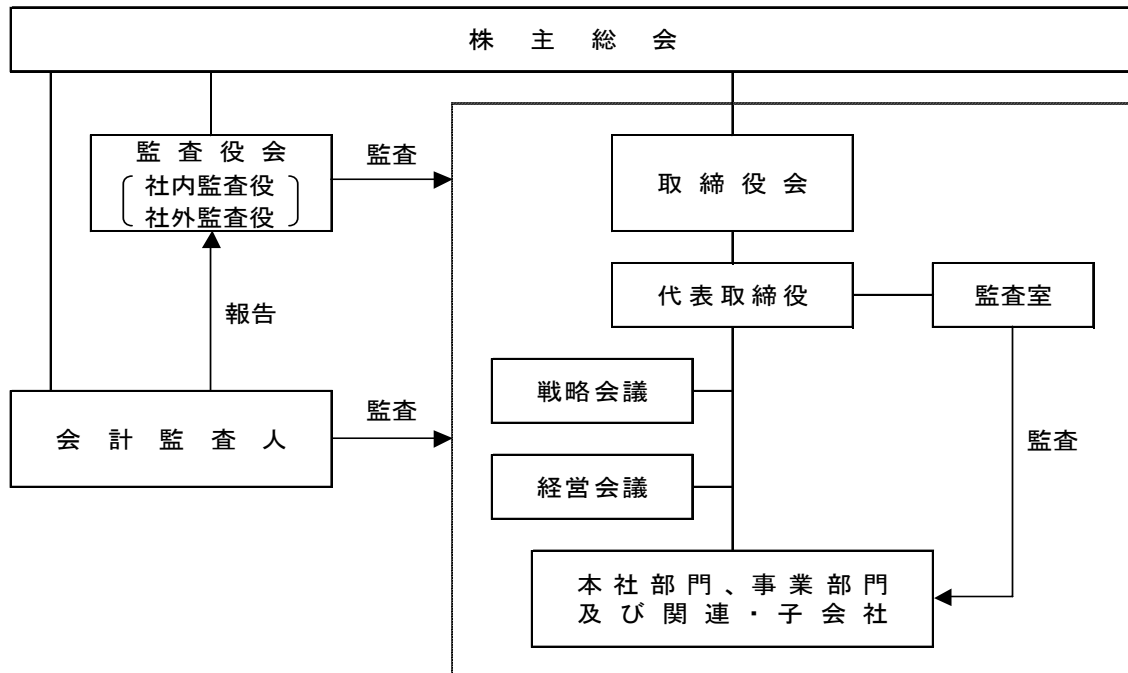 株主総会
監査役会
社内監査役
社外監査役
監査
取締役会
代表取締役
監査室
報告
戦略会議
会計監査人
監査
経営会議
監査
本社部門、事業部門
及び関連・子会社